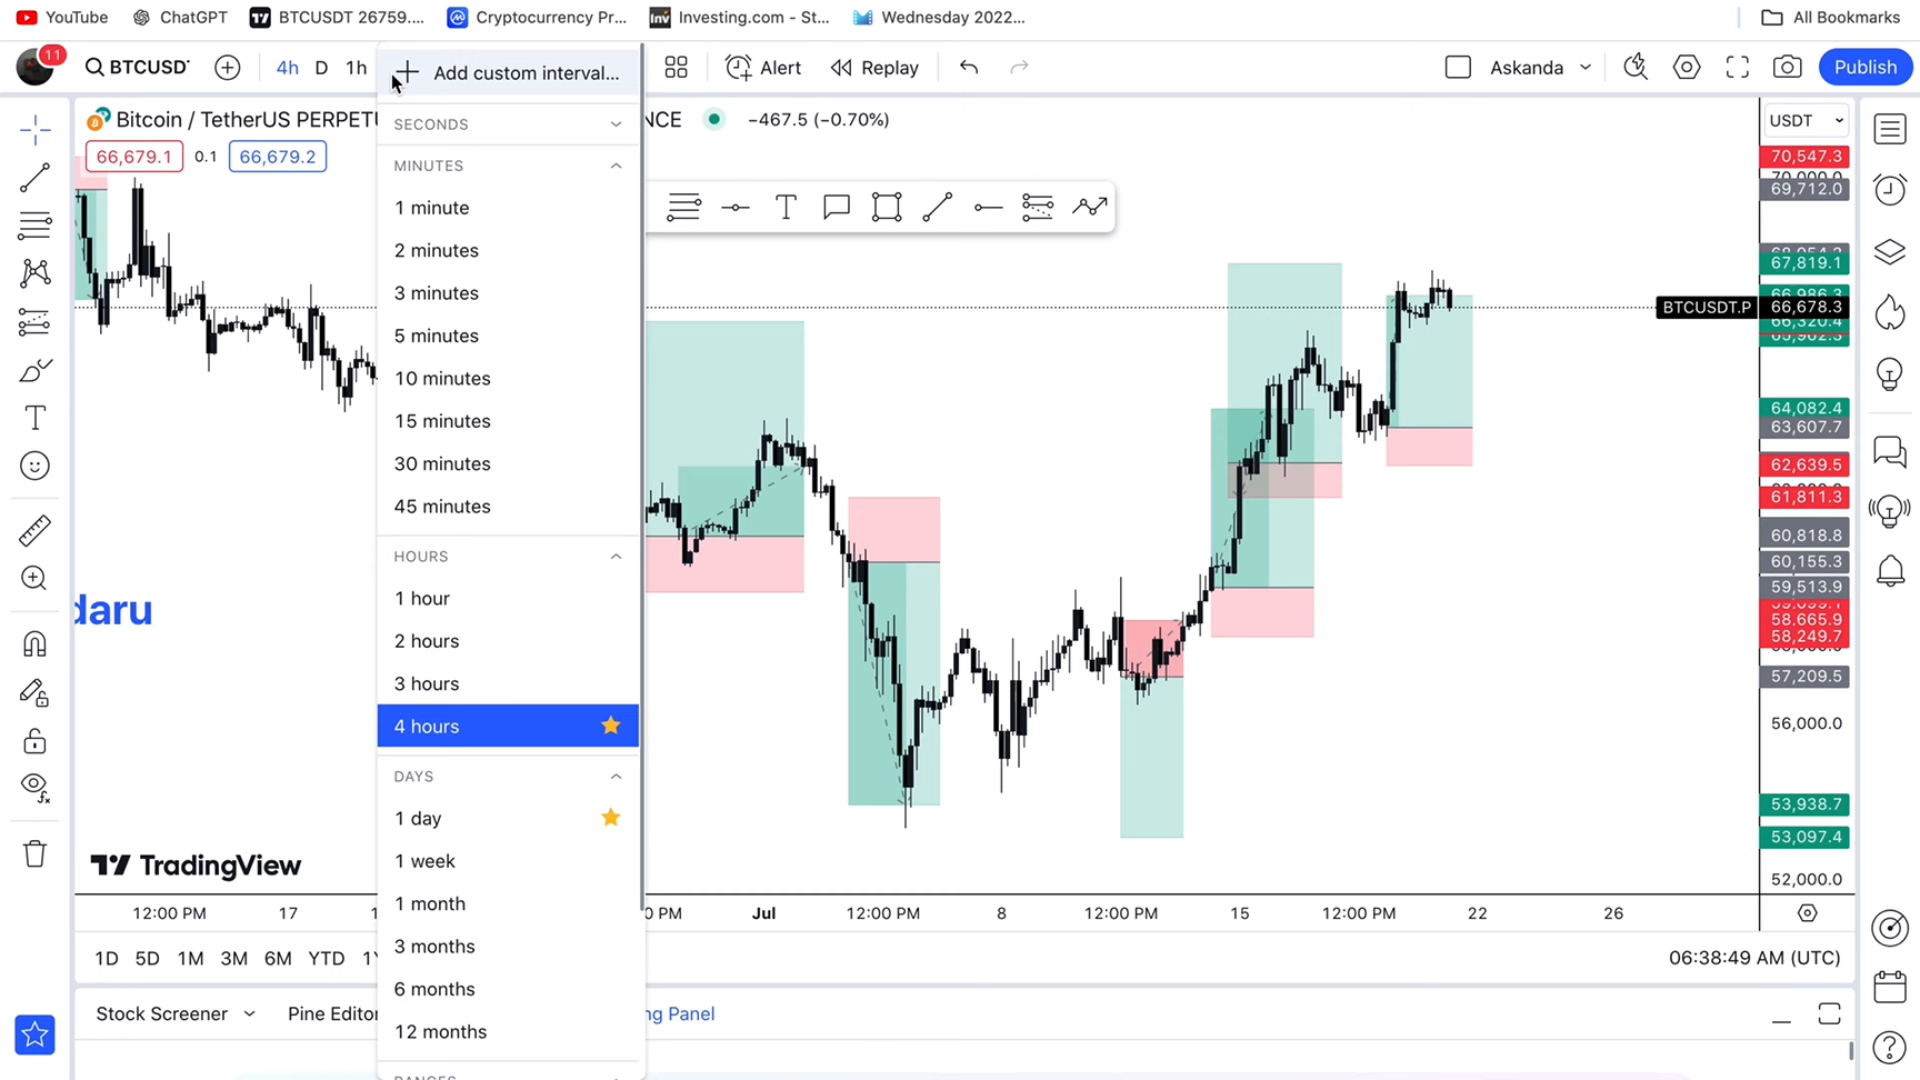 YouTube
ChatGPT
BTCUSDT 26759....
Cryptocurrency Pr...
Investing.com - St...
Wednesday 2022...
All Bookmarks
11
BTCUSD
4h
D
1h
Add custom interval...
Alert
Replay
Askanda
Publish
Bitcoin / TetherUS PERPETU
NCE
−467.5 (−0.70%)
66,679.1
0.1
66,679.2
SECONDS
MINUTES
1 minute
2 minutes
3 minutes
5 minutes
10 minutes
15 minutes
30 minutes
45 minutes
HOURS
1 hour
2 hours
3 hours
4 hours
DAYS
1 day
1 week
1 month
3 months
6 months
12 months
USDT
70,547.3
69,712.0
67,819.1
BTCUSDT.P
66,678.3
64,082.4
63,607.7
62,639.5
61,811.3
60,818.8
60,155.3
59,513.9
58,665.9
58,249.7
57,209.5
56,000.0
53,938.7
53,097.4
52,000.0
daru
TradingView
12:00 PM
17
0 PM
Jul
12:00 PM
8
12:00 PM
15
12:00 PM
22
26
1D
5D
1M
3M
6M
YTD
06:38:49 AM (UTC)
Stock Screener
Pine Editor
ng Panel